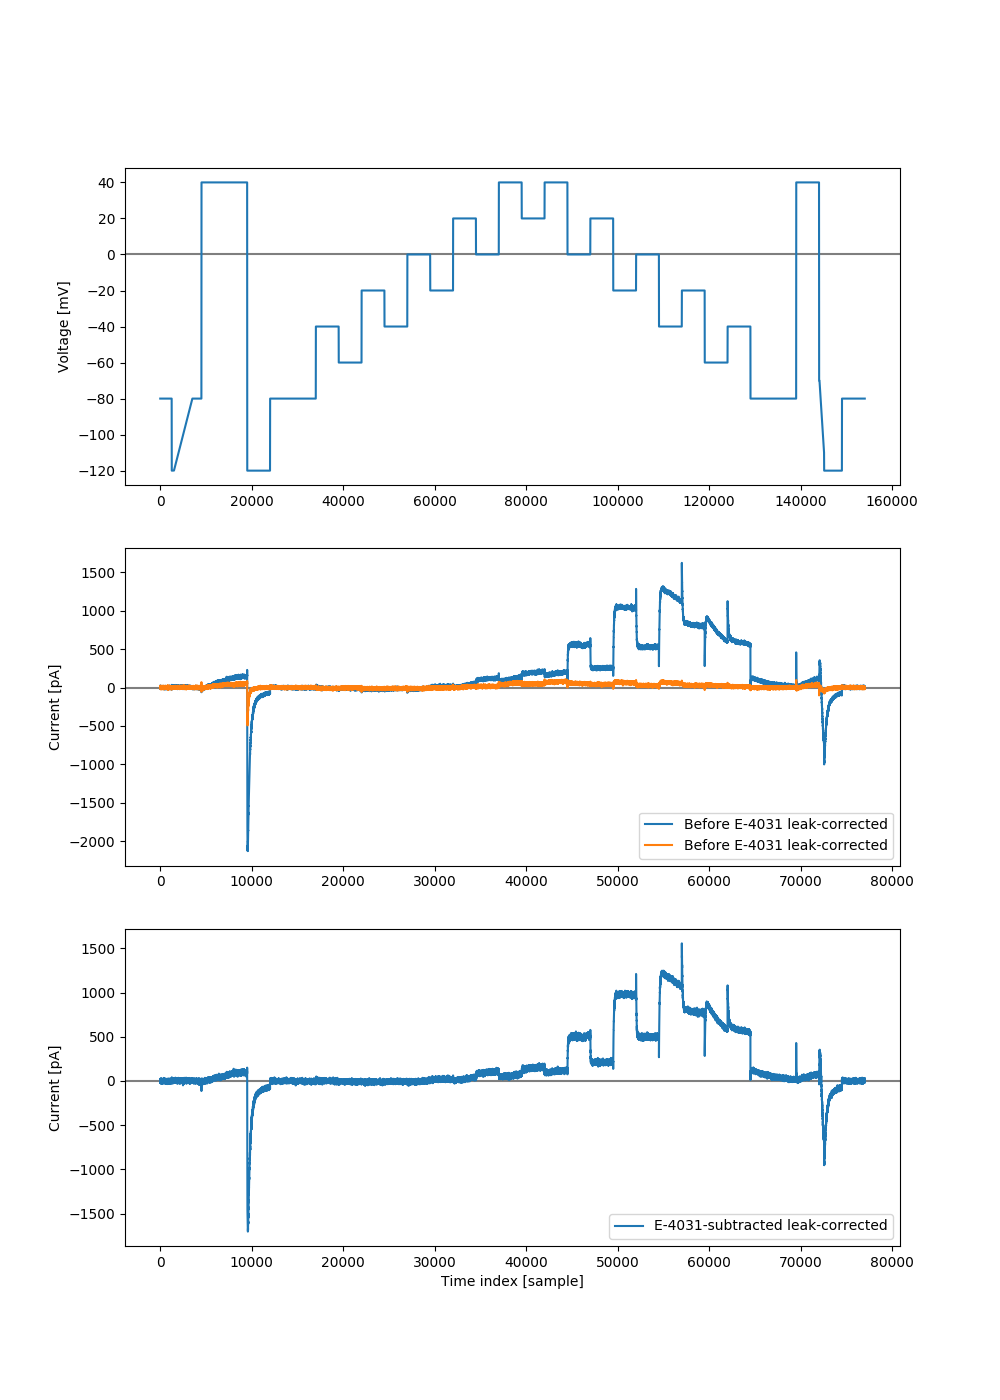 40
20
0
−20
−40
−60
−80
−100
−120
Voltage [mV]
0 20000 40000 60000 80000 100000 120000 140000 160000
1500
1000
500
0
−500
−1000
−1500
−2000
Current [pA]
Before E-4031 leak-corrected
Before E-4031 leak-corrected
0 10000 20000 30000 40000 50000 60000 70000 80000
1500
1000
500
0
−500
−1000
−1500
Current [pA]
E-4031-subtracted leak-corrected
0 10000 20000 30000 40000 50000 60000 70000 80000
Time index [sample]